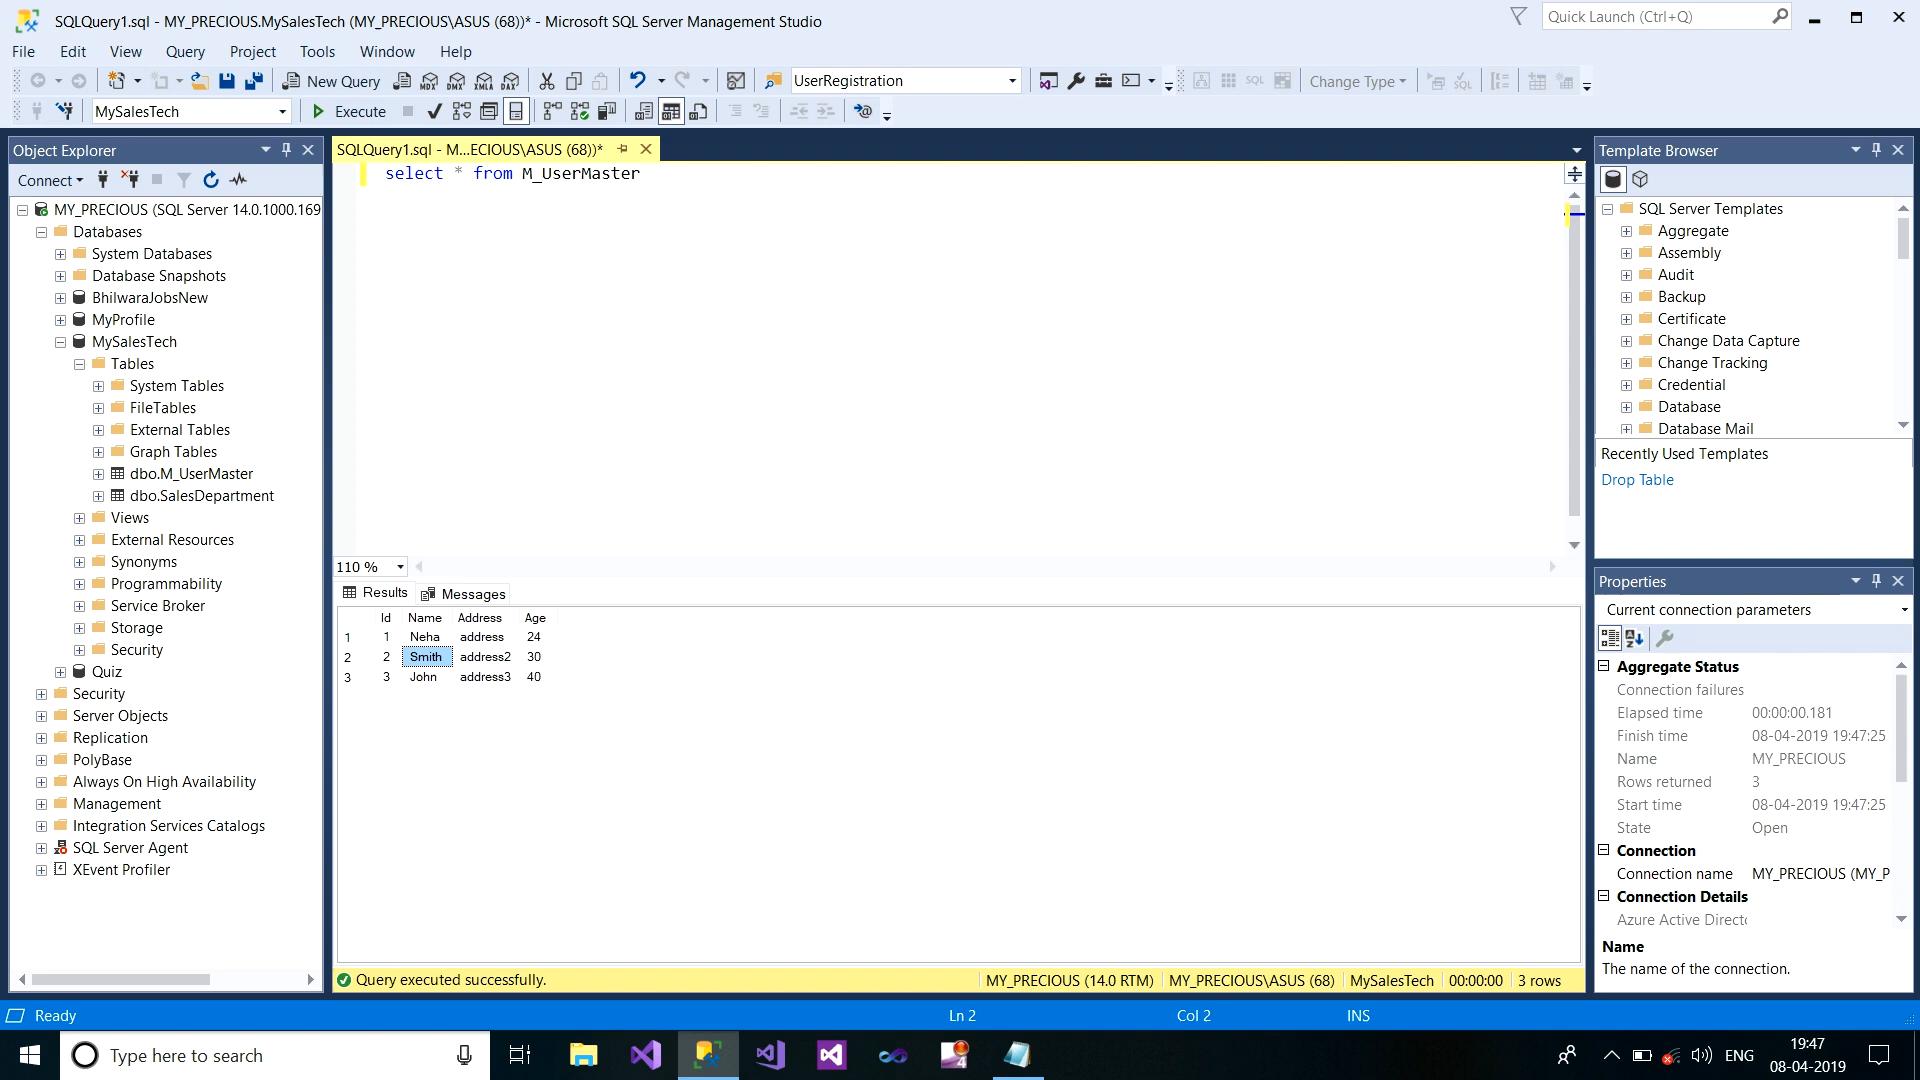 SQLQuery1.sql - MY_PRECIOUS.MySalesTech (MY_PRECIOUS\ASUS (68))* - Microsoft SQL Server Management Studio
Quick Launch (Ctrl+Q)
File Edit View Query Project Tools Window Help
New Query MDX DMX XMLA DAX UserRegistration SQL Change Type
MySalesTech Execute
Object Explorer
Connect
MY_PRECIOUS (SQL Server 14.0.1000.169
Databases
System Databases
Database Snapshots
BhilwaraJobsNew
MyProfile
MySalesTech
Tables
System Tables
FileTables
External Tables
Graph Tables
dbo.M_UserMaster
dbo.SalesDepartment
Views
External Resources
Synonyms
Programmability
Service Broker
Storage
Security
Quiz
Security
Server Objects
Replication
PolyBase
Always On High Availability
Management
Integration Services Catalogs
SQL Server Agent
XEvent Profiler
SQLQuery1.sql - M...ECIOUS\ASUS (68))*
select * from M_UserMaster
110 %
Results Messages
Id Name Address Age
1 1 Neha address 24
2 2 Smith address2 30
3 3 John address3 40
Query executed successfully.
MY_PRECIOUS (14.0 RTM) MY_PRECIOUS\ASUS (68) MySalesTech 00:00:00 3 rows
Template Browser
SQL Server Templates
Aggregate
Assembly
Audit
Backup
Certificate
Change Data Capture
Change Tracking
Credential
Database
Database Mail
Recently Used Templates
Drop Table
Properties
Current connection parameters
Aggregate Status
Connection failures
Elapsed time 00:00:00.181
Finish time 08-04-2019 19:47:25
Name MY_PRECIOUS
Rows returned 3
Start time 08-04-2019 19:47:25
State Open
Connection
Connection name MY_PRECIOUS (MY_P
Connection Details
Azure Active Direct
Name
The name of the connection.
Ready Ln 2 Col 2 INS
Type here to search
ENG
19:47
08-04-2019